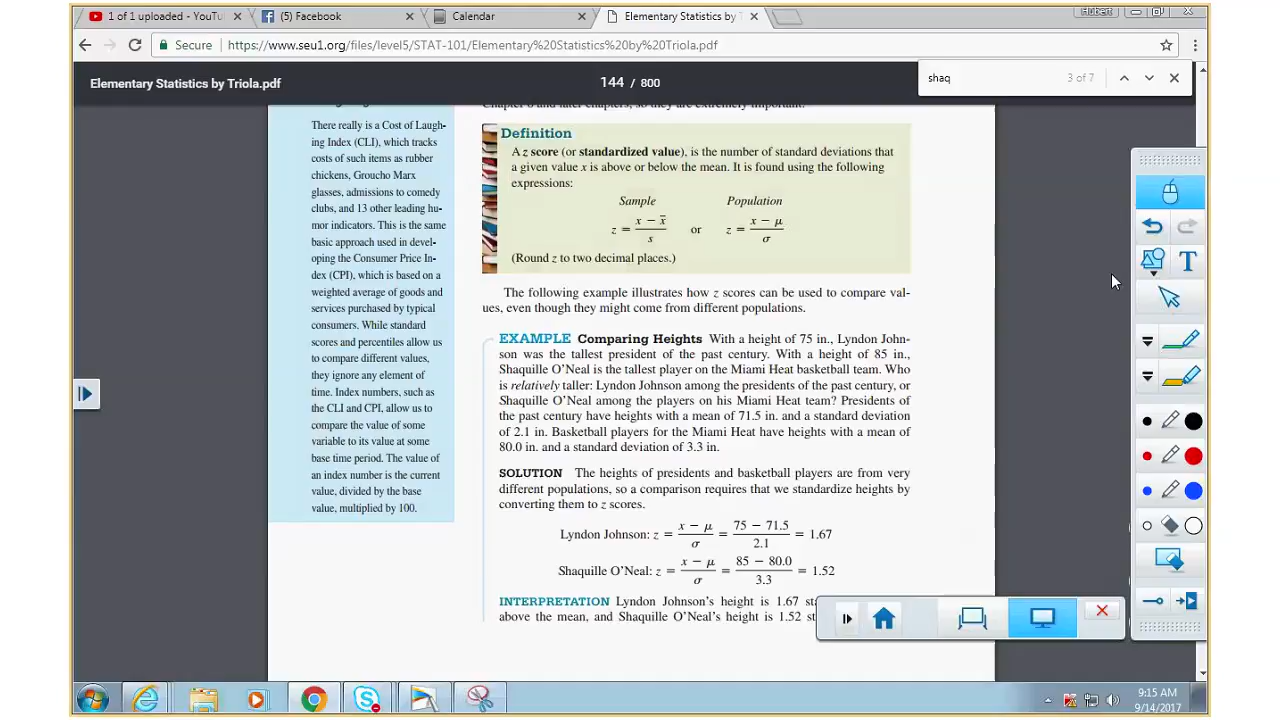 1 of 1 uploaded - YouTu
(5) Facebook
Calendar
Elementary Statistics by T
Hubert
Secure
https://www.seu1.org/files/level5/STAT-101/Elementary%20Statistics%20by%20Triola.pdf
Elementary Statistics by Triola.pdf
144 / 800
shaq
3 of 7
There really is a Cost of Laugh-
ing Index (CLI), which tracks
costs of such items as rubber
chickens, Groucho Marx
glasses, admissions to comedy
clubs, and 13 other leading hu-
mor indicators. This is the same
basic approach used in devel-
oping the Consumer Price In-
dex (CPI), which is based on a
weighted average of goods and
services purchased by typical
consumers. While standard
scores and percentiles allow us
to compare different values,
they ignore any element of
time. Index numbers, such as
the CLI and CPI, allow us to
compare the value of some
variable to its value at some
base time period. The value of
an index number is the current
value, divided by the base
value, multiplied by 100.
Chapter 6 and later chapters, so they are extremely important.
Definition
A z score (or standardized value), is the number of standard deviations that
a given value x is above or below the mean. It is found using the following
expressions:
Sample Population
z = (x − x̄)/s or z = (x − μ)/σ
(Round z to two decimal places.)
The following example illustrates how z scores can be used to compare val-
ues, even though they might come from different populations.
EXAMPLE Comparing Heights With a height of 75 in., Lyndon John-
son was the tallest president of the past century. With a height of 85 in.,
Shaquille O'Neal is the tallest player on the Miami Heat basketball team. Who
is relatively taller: Lyndon Johnson among the presidents of the past century, or
Shaquille O'Neal among the players on his Miami Heat team? Presidents of
the past century have heights with a mean of 71.5 in. and a standard deviation
of 2.1 in. Basketball players for the Miami Heat have heights with a mean of
80.0 in. and a standard deviation of 3.3 in.
SOLUTION The heights of presidents and basketball players are from very
different populations, so a comparison requires that we standardize heights by
converting them to z scores.
Lyndon Johnson: z = (x − μ)/σ = (75 − 71.5)/2.1 = 1.67
Shaquille O'Neal: z = (x − μ)/σ = (85 − 80.0)/3.3 = 1.52
INTERPRETATION Lyndon Johnson's height is 1.67 st
above the mean, and Shaquille O'Neal's height is 1.52 st
T
9:15 AM
9/14/2017